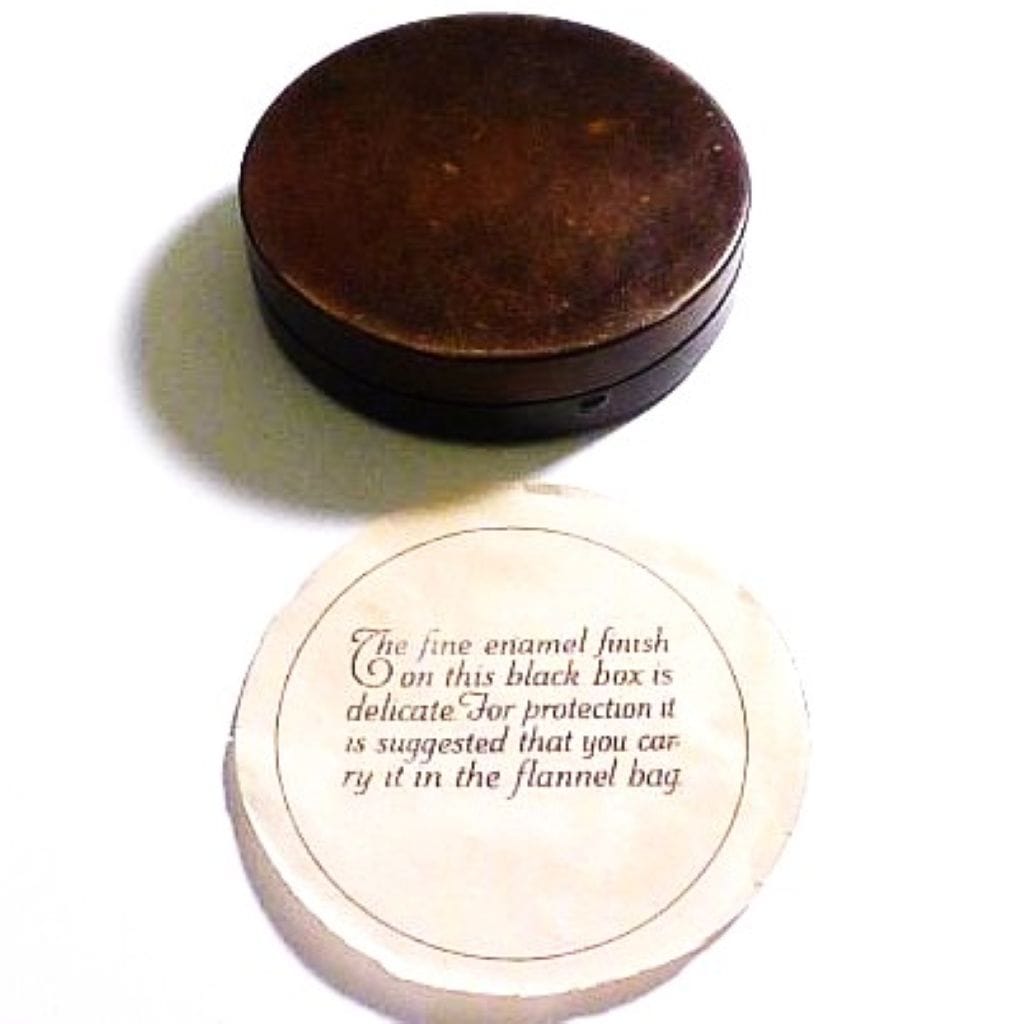 The fine enamel finish
on this black box is
delicate. For protection it
is suggested that you car-
ry it in the flannel bag.